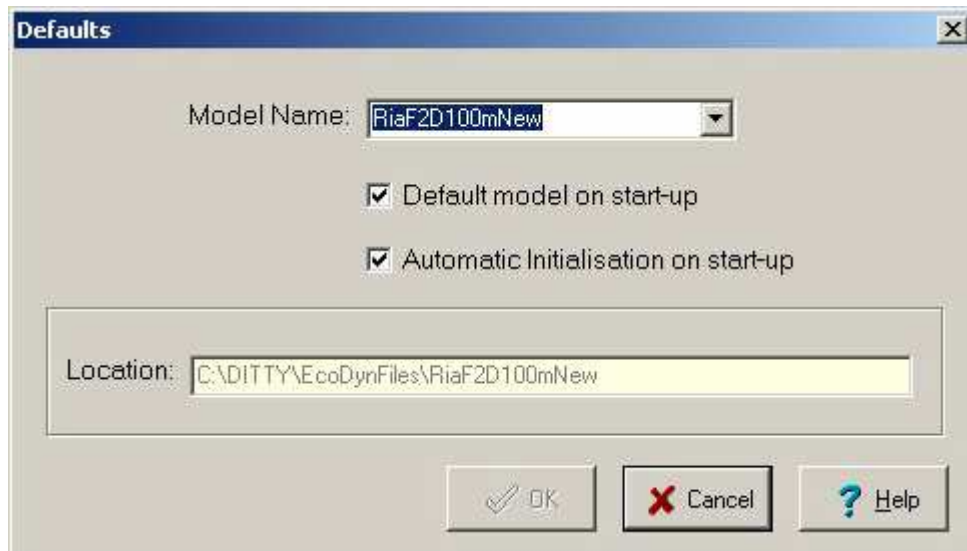 Defaults
Model Name: RiaF2D100mNew
Default model on start-up
Automatic Initialisation on start-up
Location: C:\DITTY\EcoDynFiles\RiaF2D100mNew
OK Cancel Help